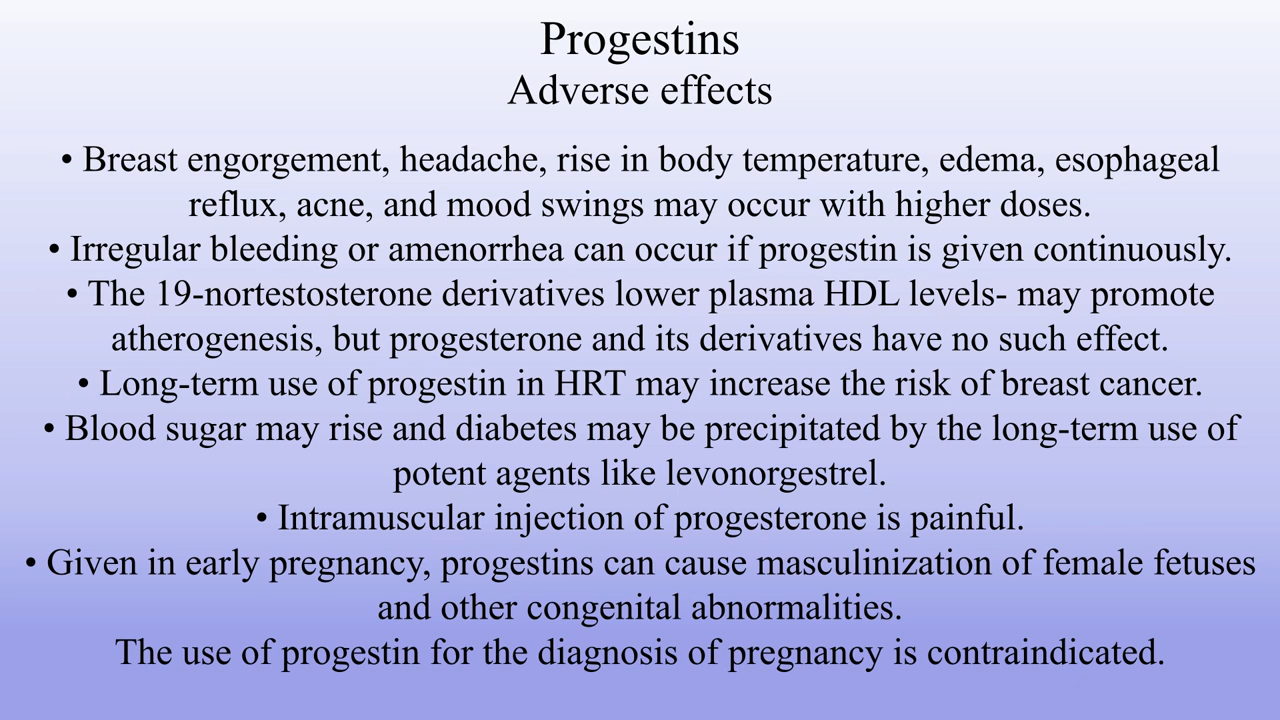 Progestins
Adverse effects
• Breast engorgement, headache, rise in body temperature, edema, esophageal
reflux, acne, and mood swings may occur with higher doses.
• Irregular bleeding or amenorrhea can occur if progestin is given continuously.
• The 19-nortestosterone derivatives lower plasma HDL levels- may promote
atherogenesis, but progesterone and its derivatives have no such effect.
• Long-term use of progestin in HRT may increase the risk of breast cancer.
• Blood sugar may rise and diabetes may be precipitated by the long-term use of
potent agents like levonorgestrel.
• Intramuscular injection of progesterone is painful.
• Given in early pregnancy, progestins can cause masculinization of female fetuses
and other congenital abnormalities.
The use of progestin for the diagnosis of pregnancy is contraindicated.